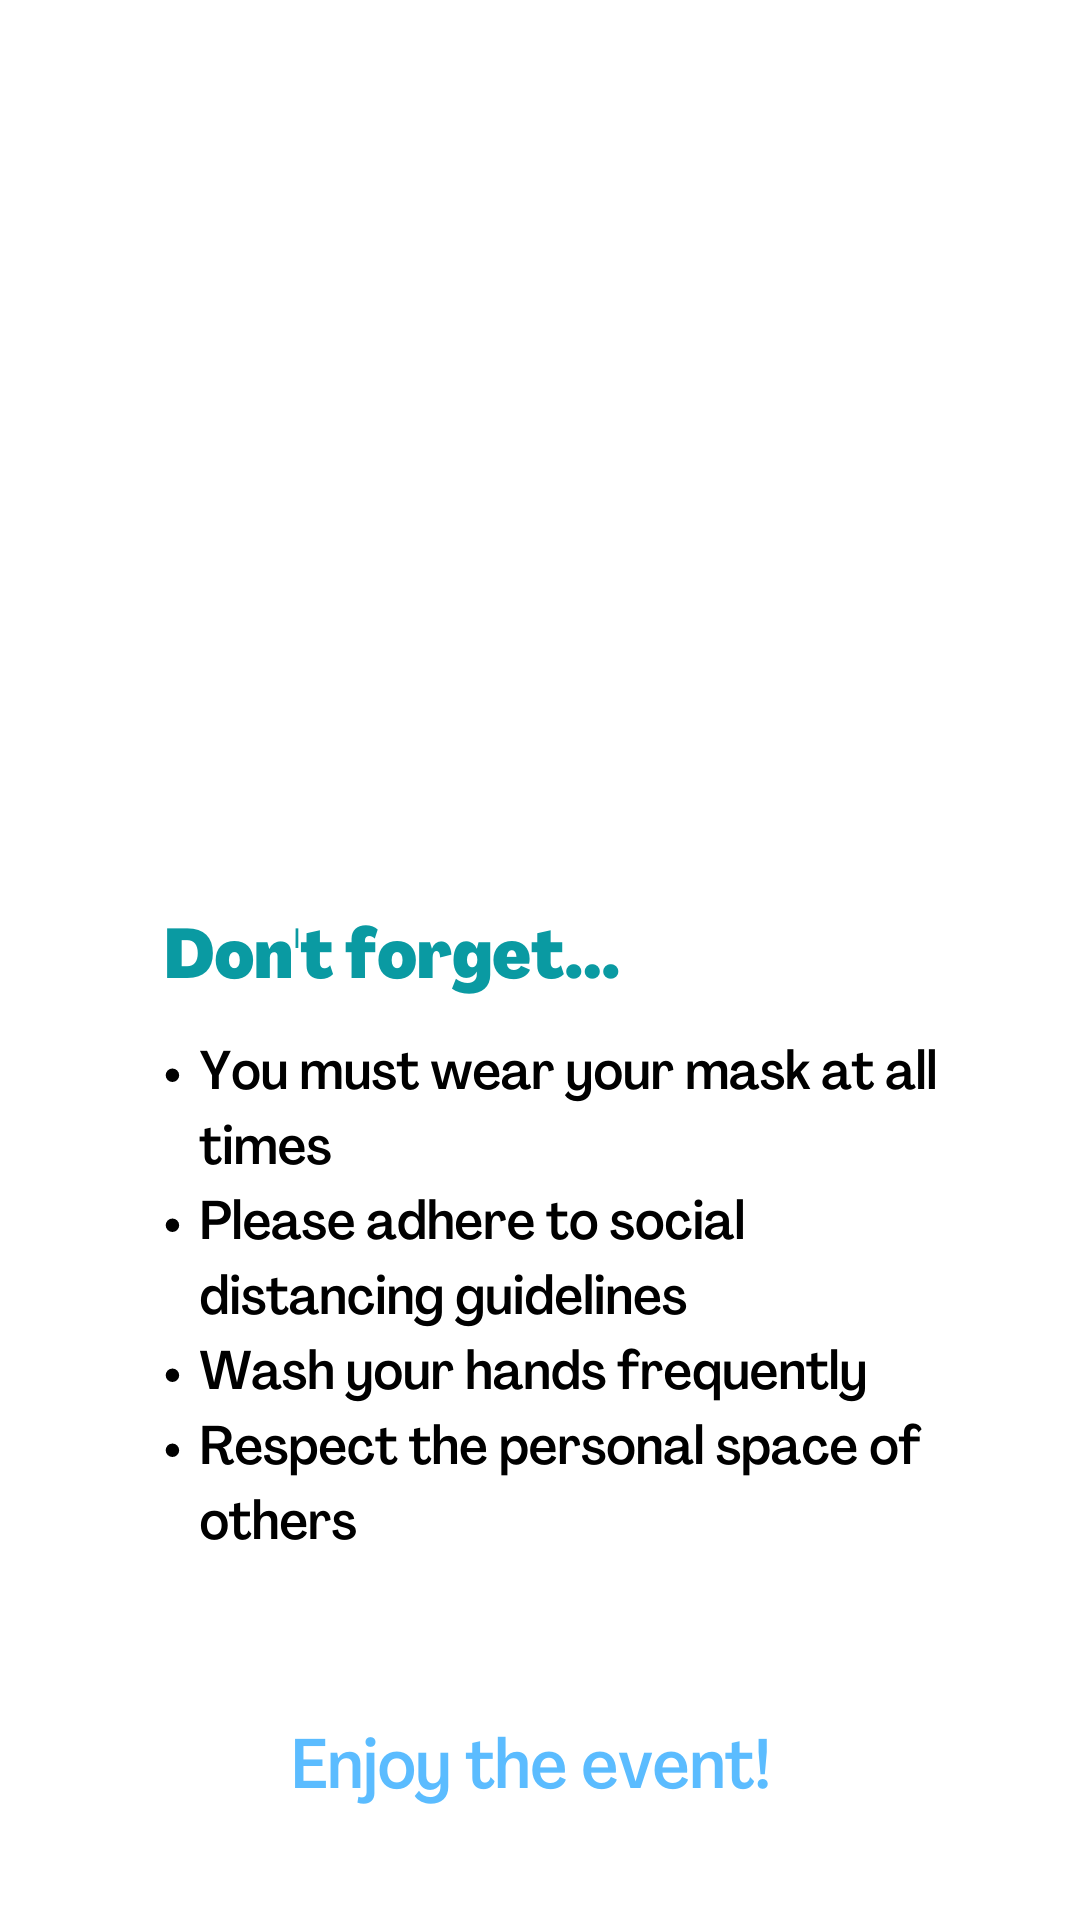 Don't forget...
• You must wear your mask at all
times
• Please adhere to social
distancing guidelines
• Wash your hands frequently
• Respect the personal space of
others
Enjoy the event!